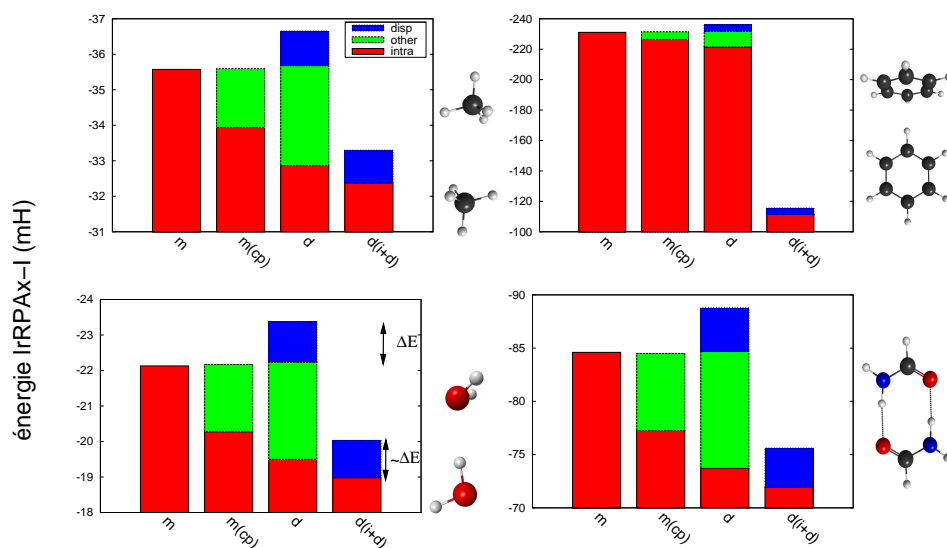 énergie lrRPAx–I (mH)
-37
-36
-35
-34
-33
-32
-31
disp
other
intra
m
m(cp)
d
d(i+d)
-240
-220
-200
-180
-160
-140
-120
-100
m
m(cp)
d
d(i+d)
-24
-23
-22
-21
-20
-19
-18
ΔE
~ΔE
m
m(cp)
d
d(i+d)
-90
-85
-80
-75
-70
m
m(cp)
d
d(i+d)